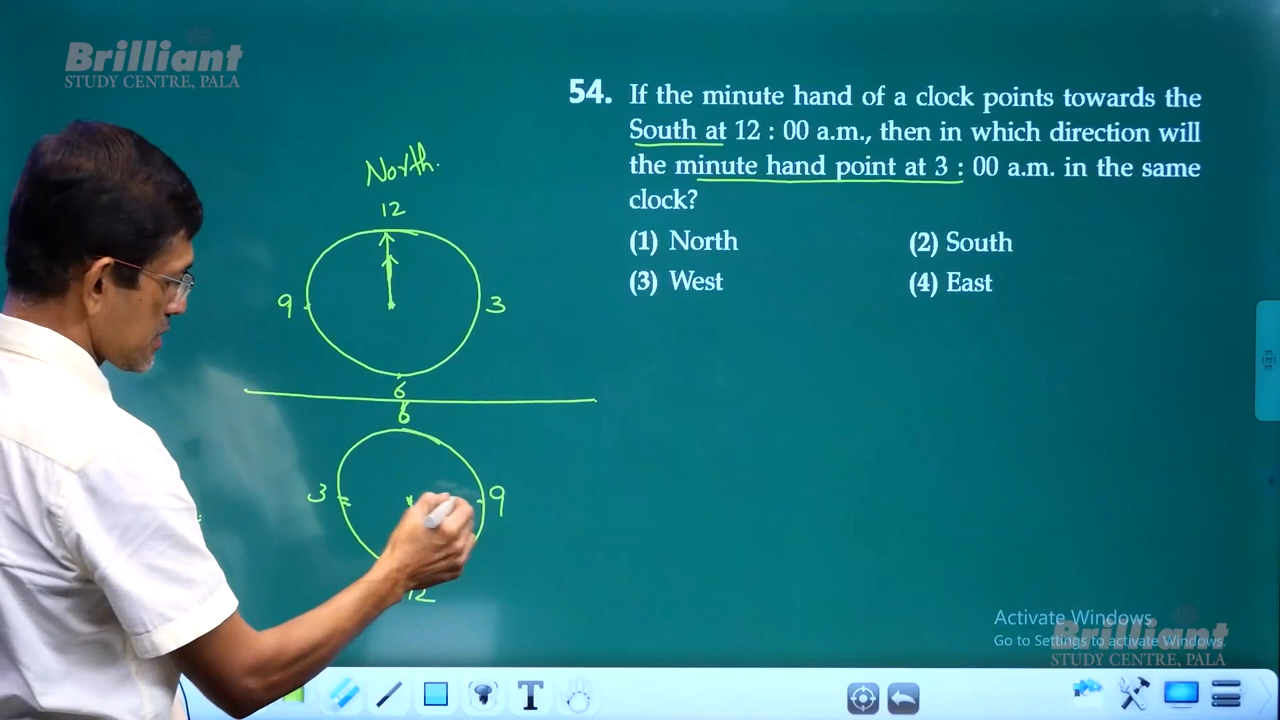 Brilliant
STUDY CENTRE, PALA
54. If the minute hand of a clock points towards the
South at 12 : 00 a.m., then in which direction will
the minute hand point at 3 : 00 a.m. in the same
clock?
(1) North
(2) South
(3) West
(4) East
North.
12
9
3
6
6
3
9
12
Activate Windows
Go to Settings to activate Windows.
Brilliant
STUDY CENTRE, PALA
T